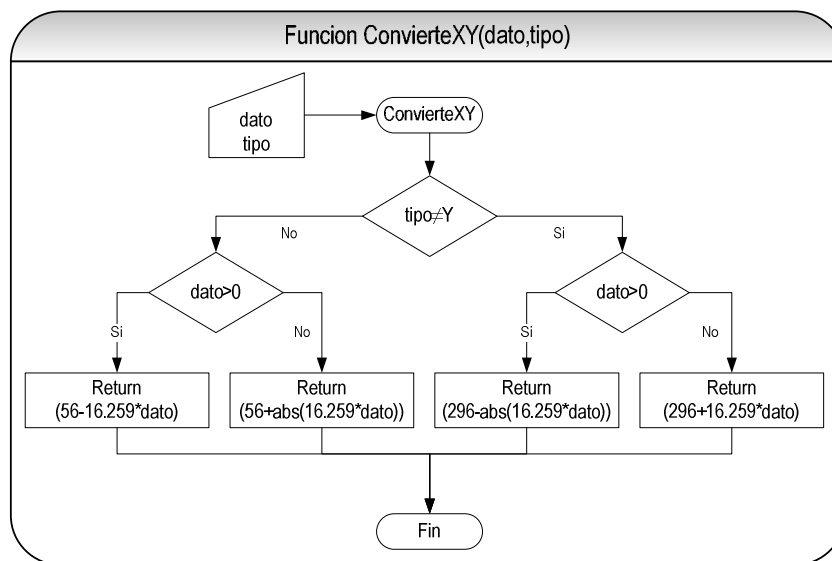 Funcion ConvierteXY(dato,tipo)
dato
tipo
ConvierteXY
tipo≠Y
No
Si
dato>0
dato>0
Si
No
Si
No
Return
(56-16.259*dato)
Return
(56+abs(16.259*dato))
Return
(296-abs(16.259*dato))
Return
(296+16.259*dato)
Fin